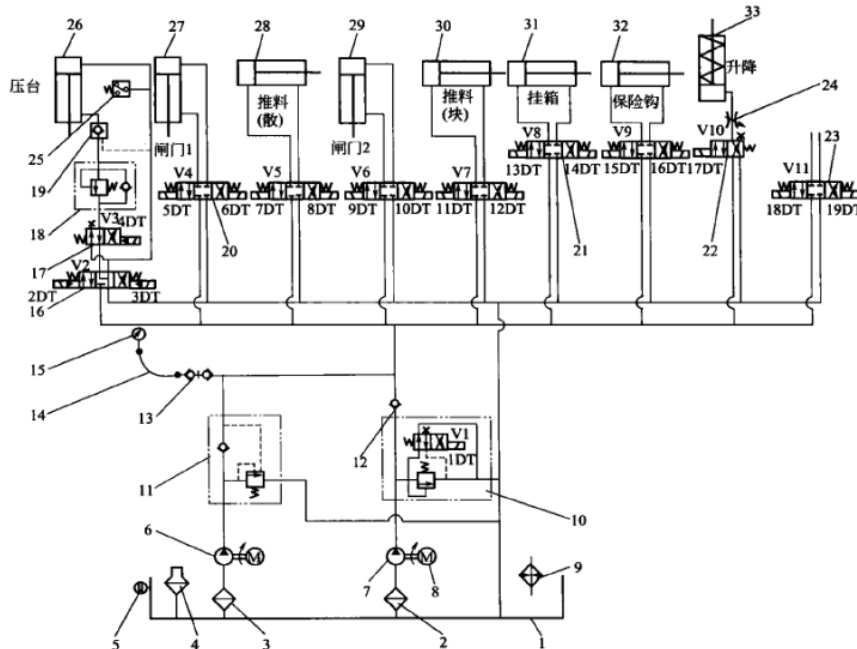 26 27 28 29 30 31 32 33
压台
升降
24
推料
(散)
推料
(块)
挂箱
保险钩
25
闸门1
闸门2
19
18
V4 V5 V6 V7 V8 V9 V10 V11 23
13DT 14DT 15DT 16DT 17DT
5DT 6DT 7DT 8DT 9DT 10DT 11DT 12DT 18DT 19DT
V3 4DT
17
20 21 22
V2
2DT 3DT
16
15
14
13
12
V1
1DT
11
10
6
7 M 8 9
M
5 4 3 2 1